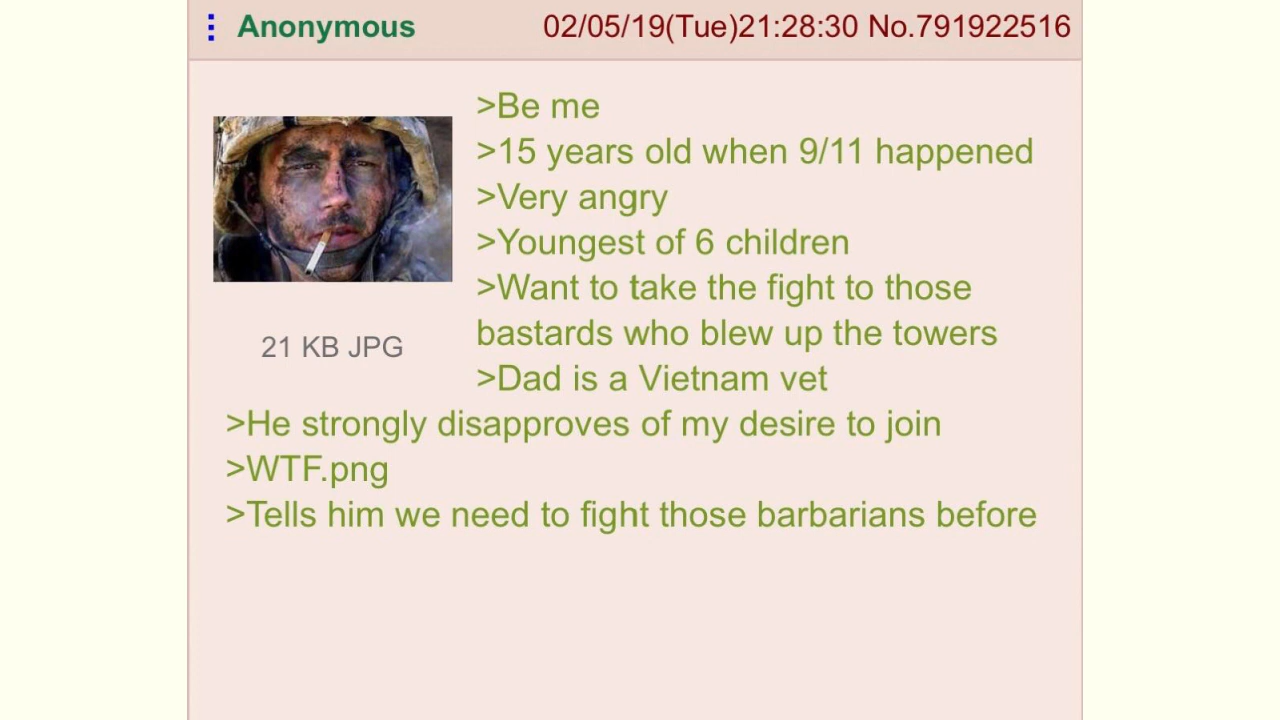 Anonymous 02/05/19(Tue)21:28:30 No.791922516
>Be me
>15 years old when 9/11 happened
>Very angry
>Youngest of 6 children
>Want to take the fight to those
bastards who blew up the towers
>Dad is a Vietnam vet
21 KB JPG
>He strongly disapproves of my desire to join
>WTF.png
>Tells him we need to fight those barbarians before